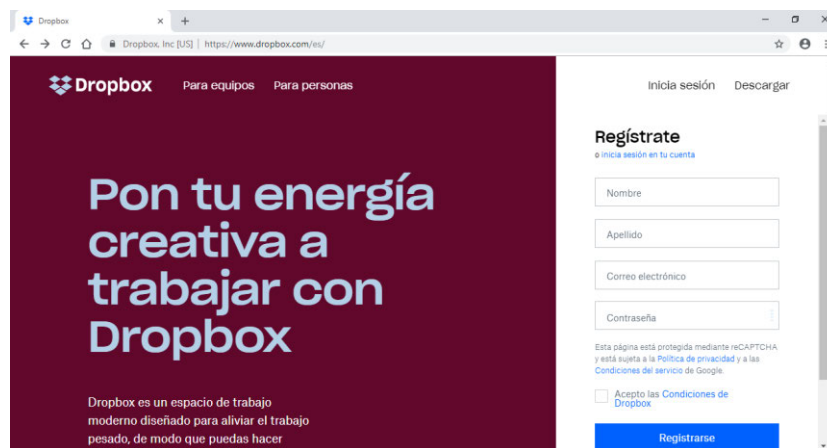 Dropbox
Dropbox, Inc [US] | https://www.dropbox.com/es/
Dropbox
Para equipos
Para personas
Inicia sesión
Descargar
Pon tu energía
creativa a
trabajar con
Dropbox
Dropbox es un espacio de trabajo
moderno diseñado para aliviar el trabajo
pesado, de modo que puedas hacer
Regístrate
o inicia sesión en tu cuenta
Nombre
Apellido
Correo electrónico
Contraseña
Esta página está protegida mediante reCAPTCHA
y está sujeta a la Política de privacidad y a las
Condiciones del servicio de Google.
Acepto las Condiciones de
Dropbox
Registrarse